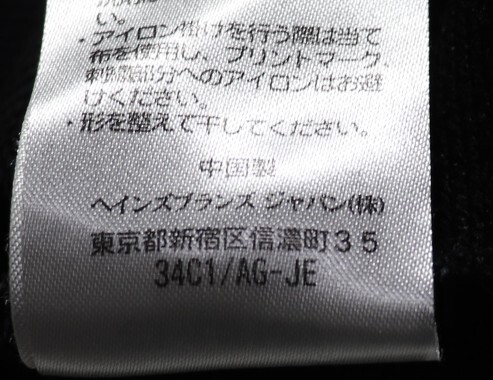 い。
・アイロン掛けを行う際は当て
布を使用し、プリントマーク、
刺繍部分へのアイロンはお避
けください。
・形を整えて干してください。
中国製
ヘインズブランズ ジャパン(株)
東京都新宿区信濃町35
34C1/AG-JE